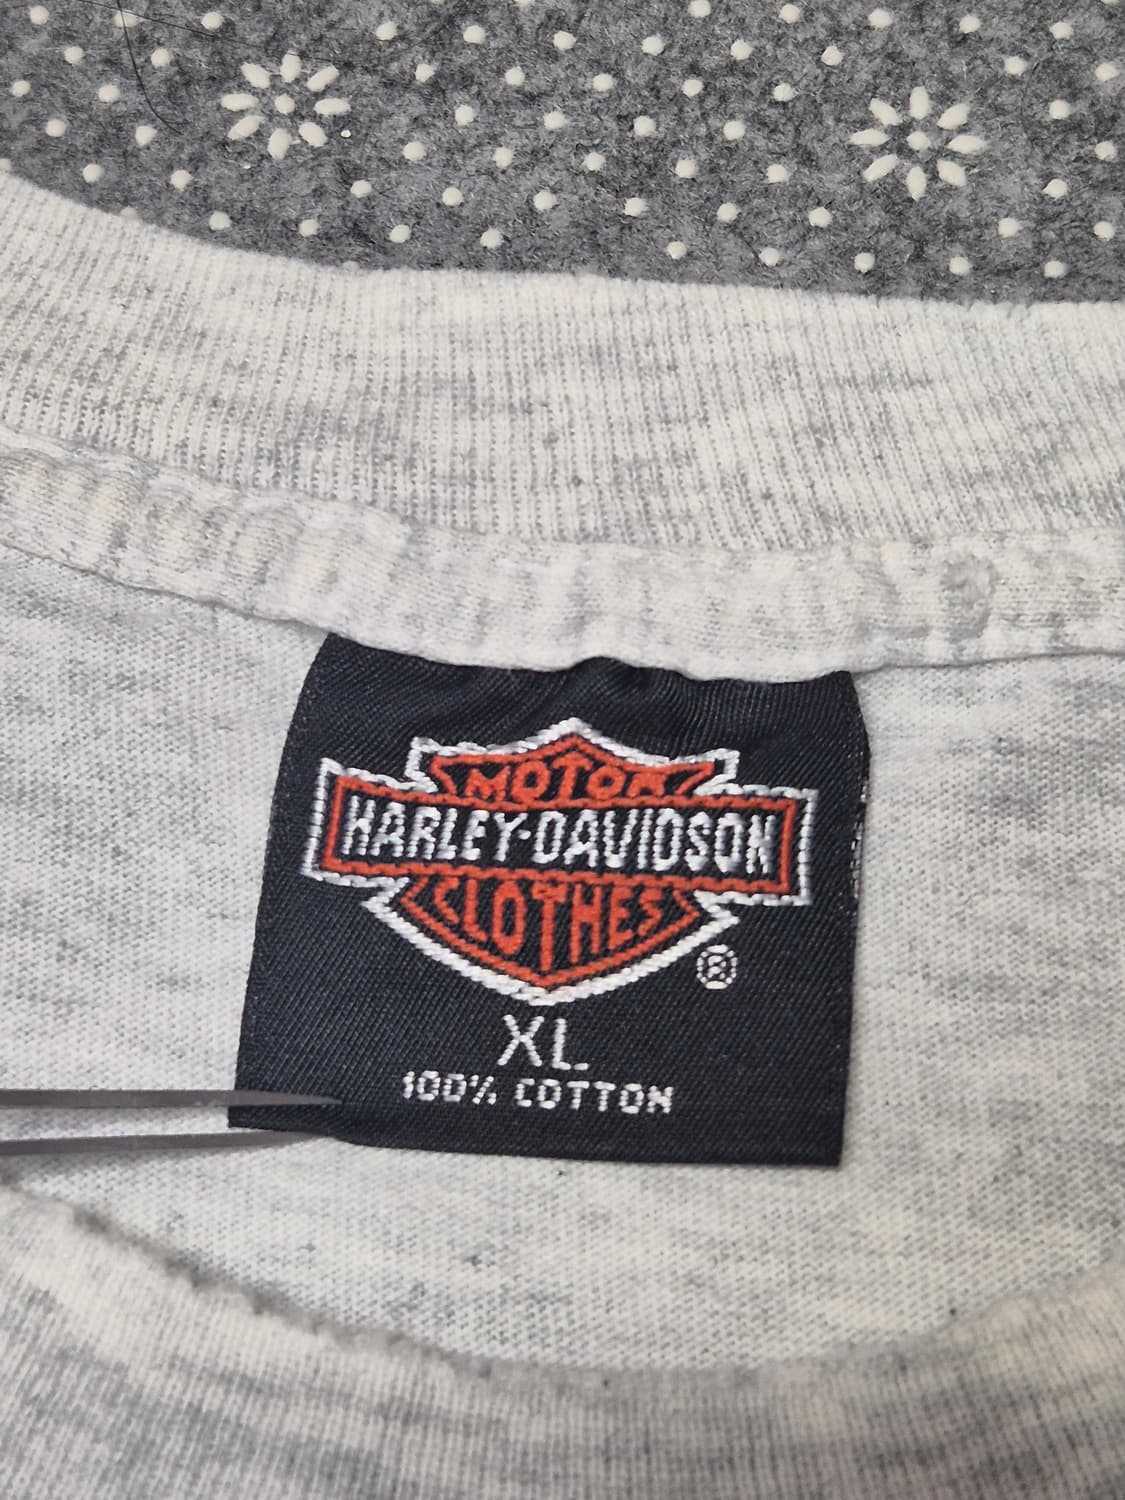 MOTOR
HARLEY-DAVIDSON
CLOTHES
®
XL
100% COTTON